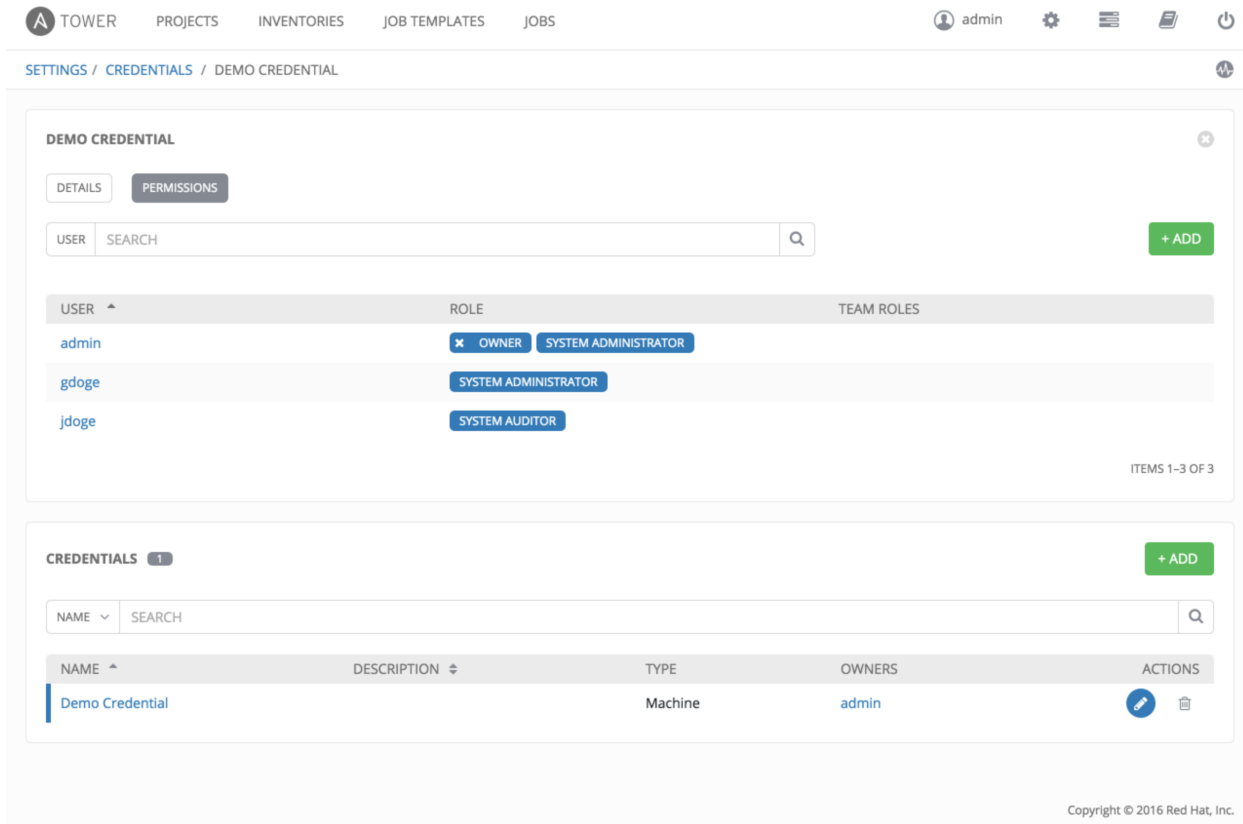 A TOWER PROJECTS INVENTORIES JOB TEMPLATES JOBS admin
SETTINGS / CREDENTIALS / DEMO CREDENTIAL
DEMO CREDENTIAL
DETAILS PERMISSIONS
USER SEARCH + ADD
USER ROLE TEAM ROLES
admin OWNER SYSTEM ADMINISTRATOR
gdoge SYSTEM ADMINISTRATOR
jdoge SYSTEM AUDITOR
ITEMS 1–3 OF 3
CREDENTIALS 1 + ADD
NAME SEARCH
NAME DESCRIPTION TYPE OWNERS ACTIONS
Demo Credential Machine admin
Copyright © 2016 Red Hat, Inc.